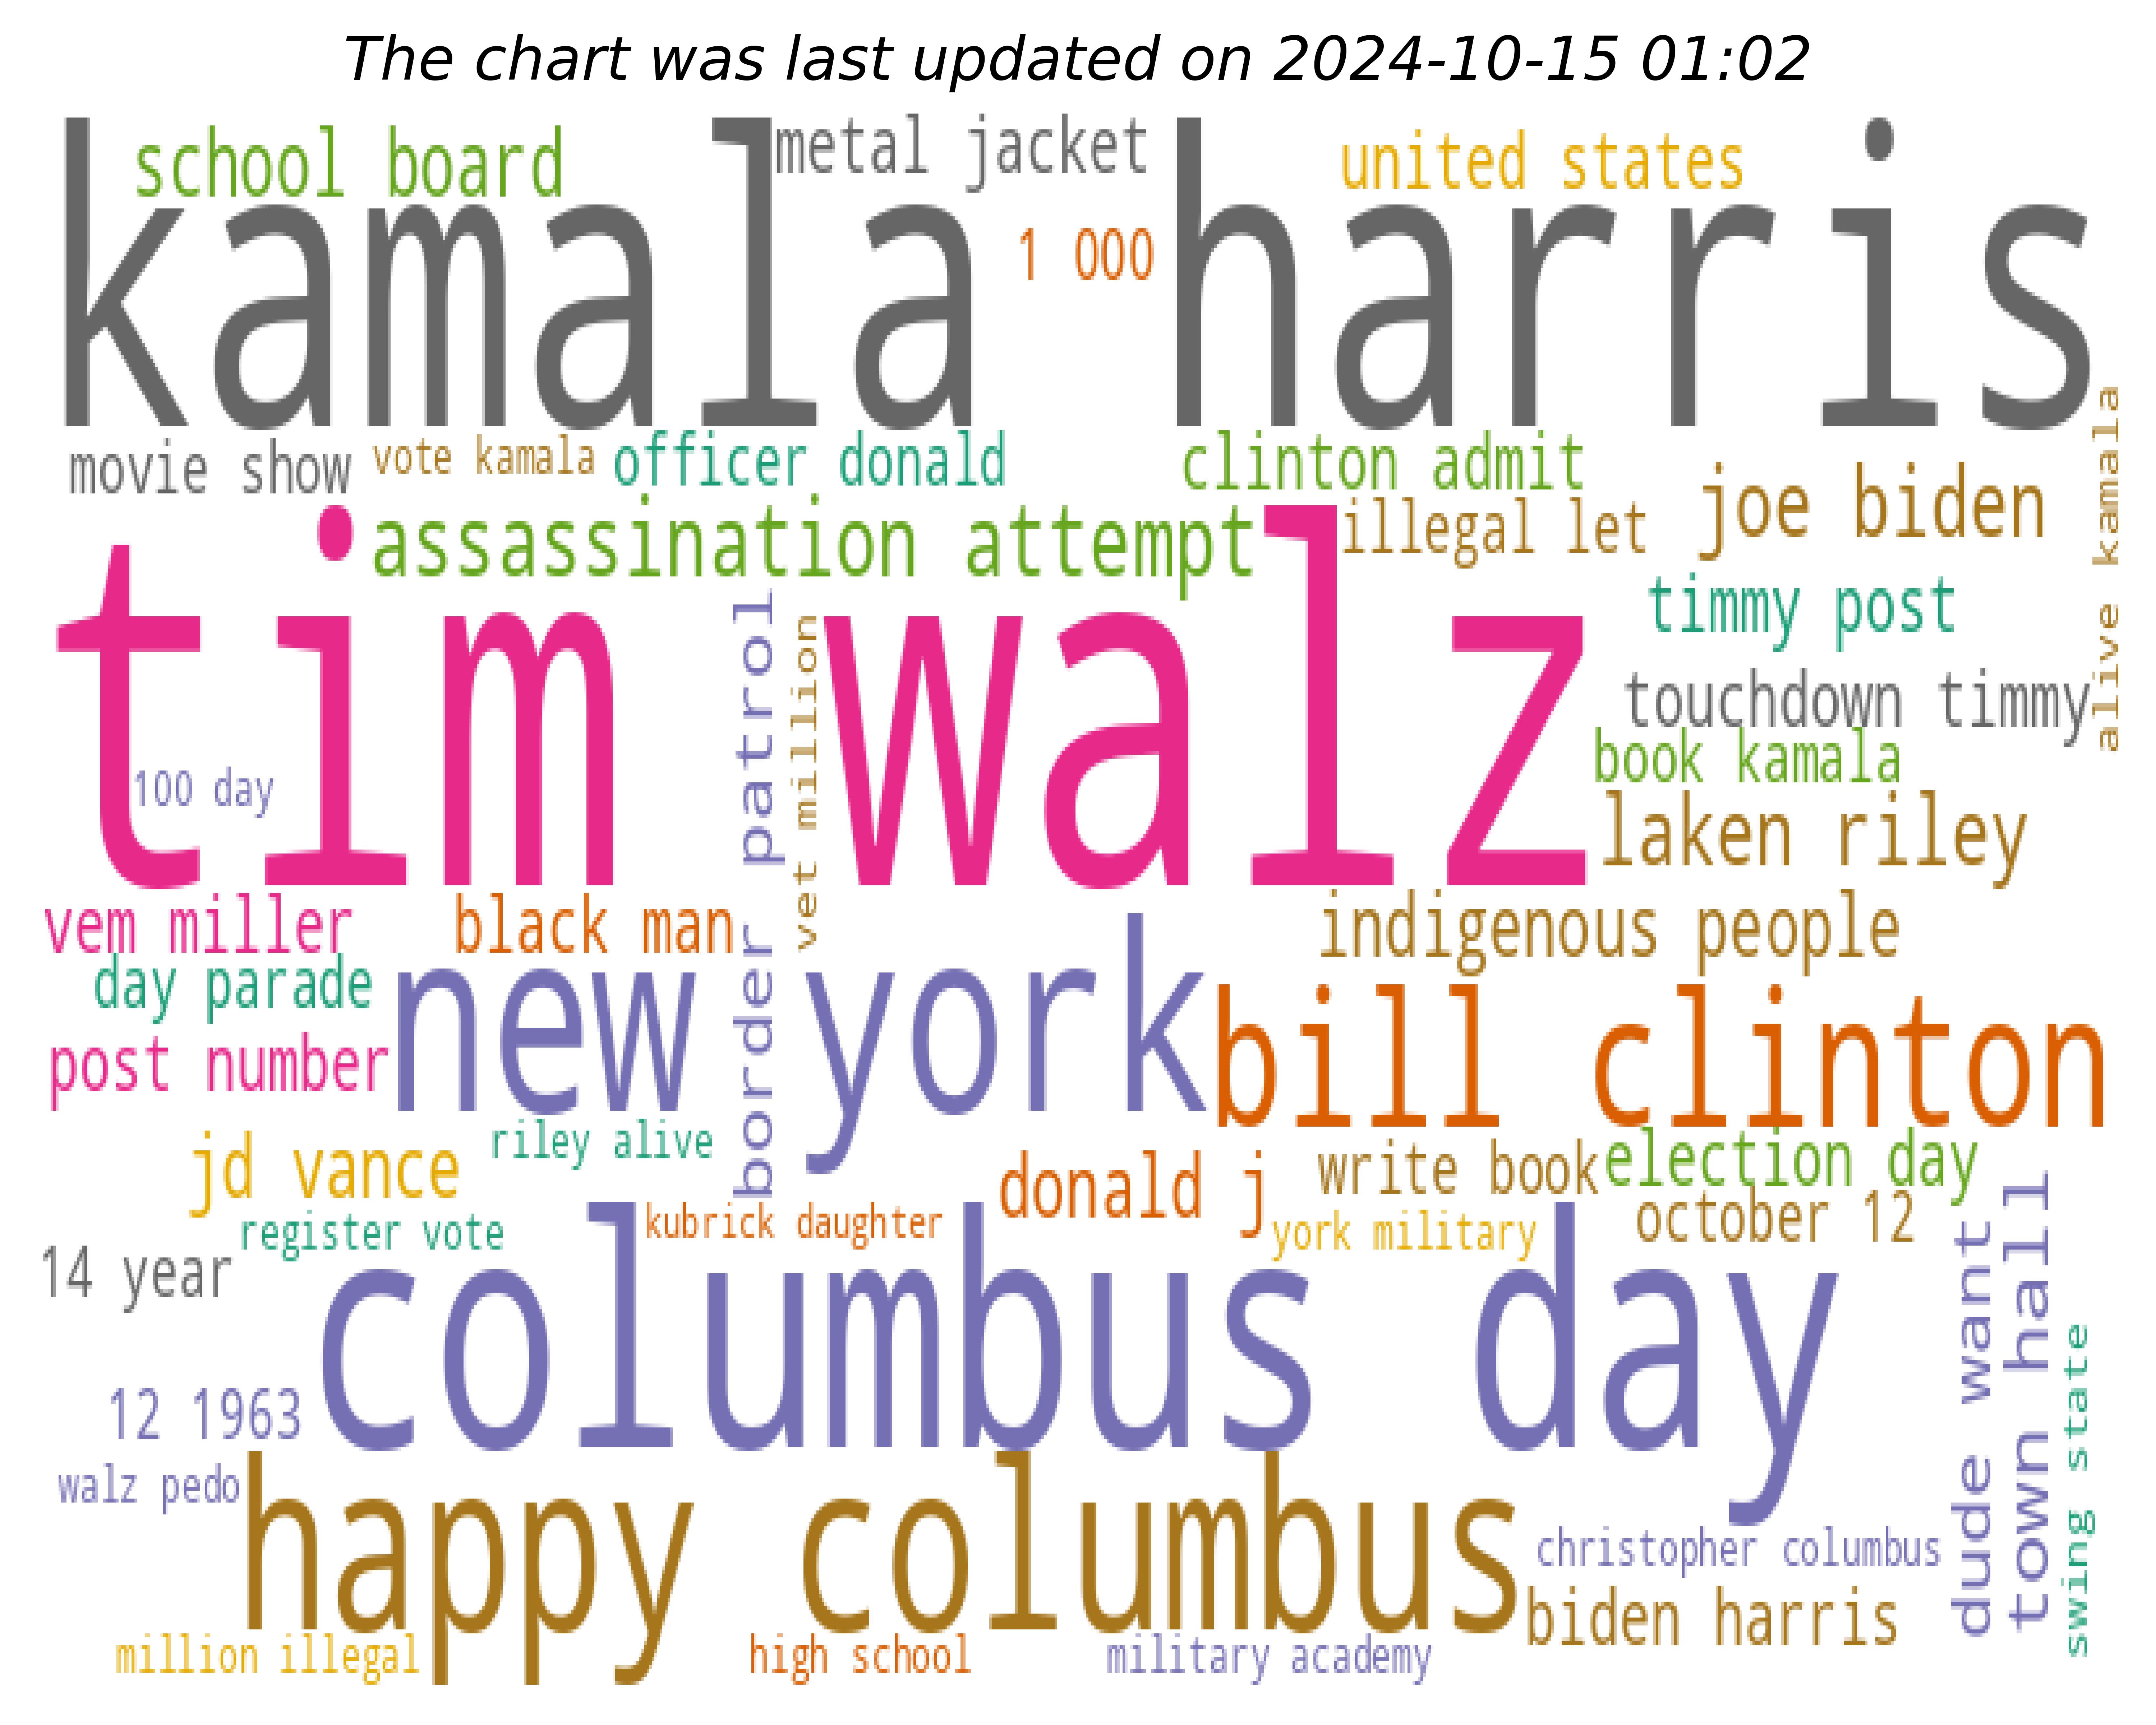 The chart was last updated on 2024-10-15 01:02
school board
metal jacket
united states
kamala harris
1 000
movie show
vote kamala
officer donald
clinton admit
joe biden
alive kamala
assassination attempt
illegal let
tim walz
timmy post
touchdown timmy
book kamala
100 day
border patrol
vet million
laken riley
vem miller
black man
indigenous people
day parade
new york
bill clinton
post number
jd vance
riley alive
donald j
write book
election day
register vote
kubrick daughter
york military
october 12
14 year
columbus day
dude want
town hall
swing state
12 1963
walz pedo
happy columbus
christopher columbus
biden harris
million illegal
high school
military academy